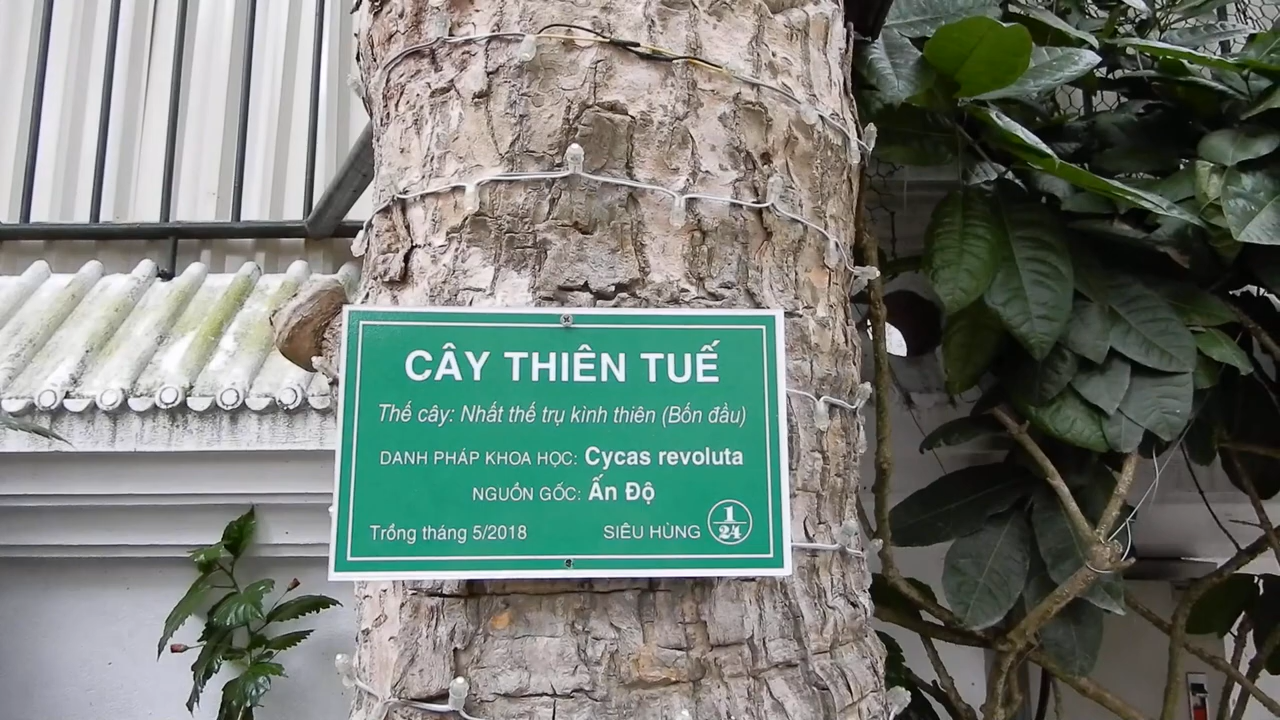 CÂY THIÊN TUẾ
Thế cây: Nhất thế trụ kình thiên (Bốn đầu)
DANH PHÁP KHOA HỌC: Cycas revoluta
NGUỒN GỐC: Ấn Độ
Trồng tháng 5/2018 SIÊU HÙNG 1/24